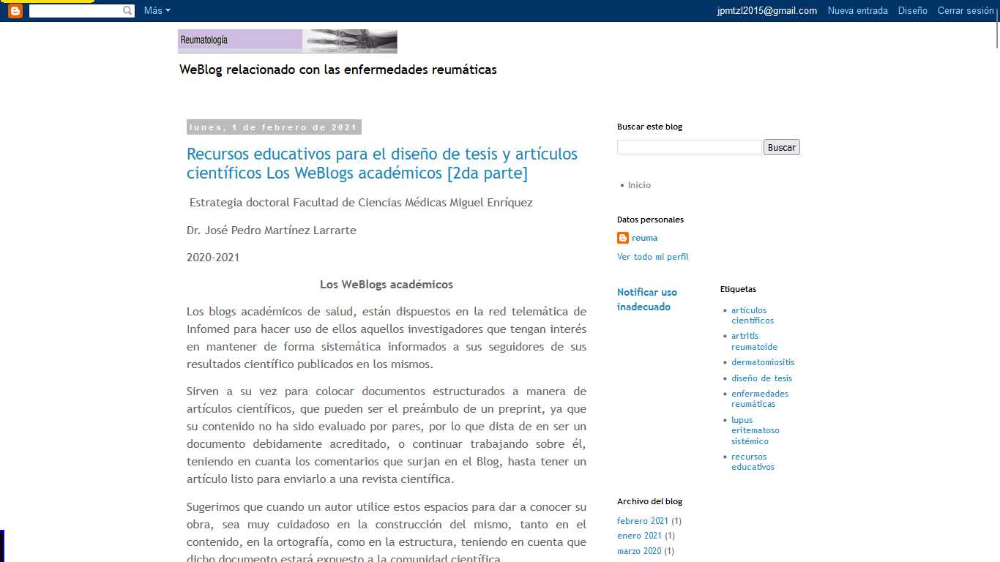 Más
jpmtzl2015@gmail.com Nueva entrada Diseño Cerrar sesión
Reumatología
WeBlog relacionado con las enfermedades reumáticas
lunes, 1 de febrero de 2021
Recursos educativos para el diseño de tesis y artículos
científicos Los WeBlogs académicos [2da parte]
Estrategia doctoral Facultad de Ciencias Médicas Miguel Enríquez
Dr. José Pedro Martínez Larrarte
2020-2021
Los WeBlogs académicos
Los blogs académicos de salud, están dispuestos en la red telemática de
Infomed para hacer uso de ellos aquellos investigadores que tengan interés
en mantener de forma sistemática informados a sus seguidores de sus
resultados científico publicados en los mismos.
Sirven a su vez para colocar documentos estructurados a manera de
artículos científicos, que pueden ser el preámbulo de un preprint, ya que
su contenido no ha sido evaluado por pares, por lo que dista de en ser un
documento debidamente acreditado, o continuar trabajando sobre él,
teniendo en cuanta los comentarios que surjan en el Blog, hasta tener un
artículo listo para enviarlo a una revista científica.
Sugerimos que cuando un autor utilice estos espacios para dar a conocer su
obra, sea muy cuidadoso en la construcción del mismo, tanto en el
contenido, en la ortografía, como en la estructura, teniendo en cuenta que
dicho documento estará expuesto a la comunidad científica.
Buscar este blog
Buscar
Inicio
Datos personales
reuma
Ver todo mi perfil
Notificar uso
inadecuado
Etiquetas
artículos
científicos
artritis
reumatoide
dermatomiositis
diseño de tesis
enfermedades
reumáticas
lupus
eritematoso
sistémico
recursos
educativos
Archivo del blog
febrero 2021 (1)
enero 2021 (1)
marzo 2020 (1)